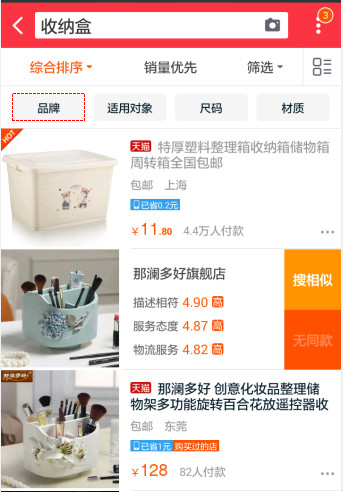 收纳盒
3
综合排序
销量优先
筛选
品牌
适用对象
尺码
材质
HOT
天猫 特厚塑料整理箱收纳箱储物箱
周转箱全国包邮
包邮 上海
已省0.2元
¥11.80 4.4万人付款
那澜多好旗舰店
描述相符 4.90 高
服务态度 4.87 高
物流服务 4.82 高
搜相似
无同款
天猫 那澜多好 创意化妆品整理储
物架多功能旋转百合花放遥控器收
包邮 东莞
已省1元 购买过的店
¥128 82人付款